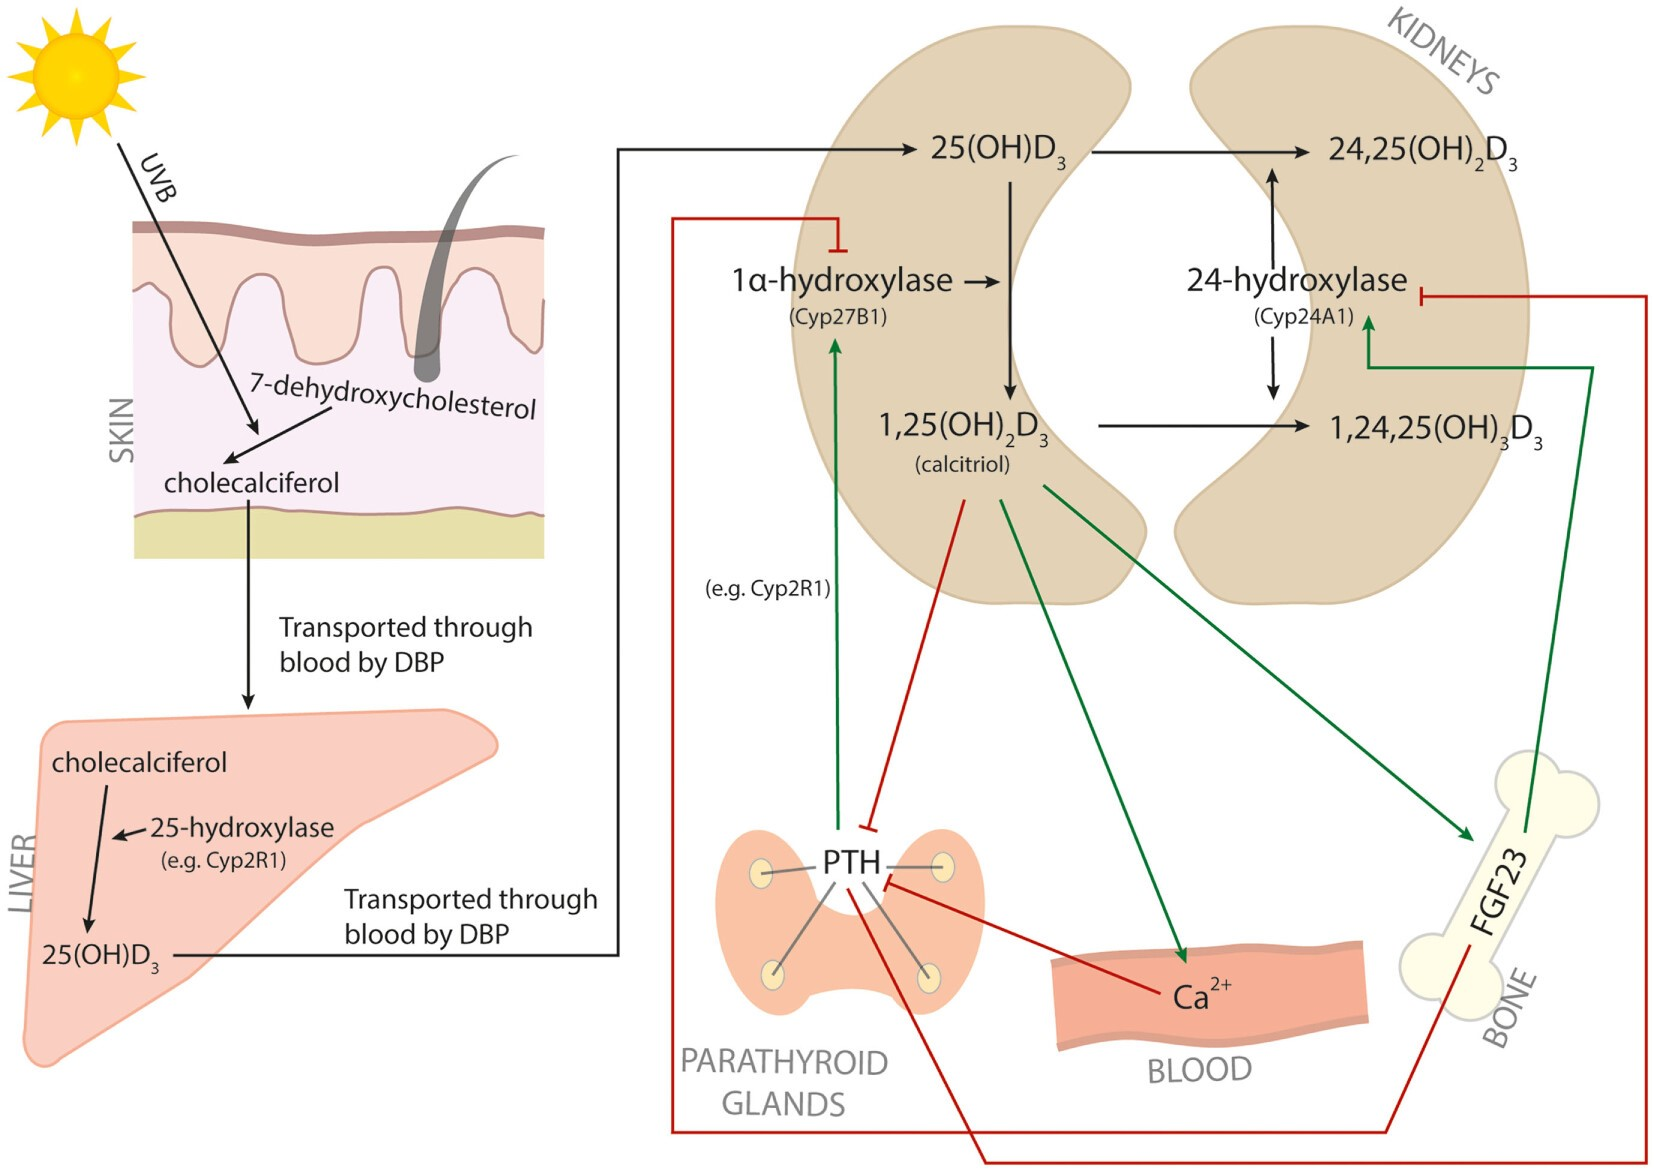 UVB
SKIN
7-dehydroxycholesterol
cholecalciferol
Transported through
blood by DBP
LIVER
cholecalciferol
25-hydroxylase
(e.g. Cyp2R1)
25(OH)D₃
Transported through
blood by DBP
KIDNEYS
25(OH)D₃
24,25(OH)₂D₃
1α-hydroxylase
(Cyp27B1)
24-hydroxylase
(Cyp24A1)
1,25(OH)₂D₃
(calcitriol)
1,24,25(OH)₃D₃
(e.g. Cyp2R1)
PTH
PARATHYROID
GLANDS
Ca²⁺
BLOOD
FGF23
BONE